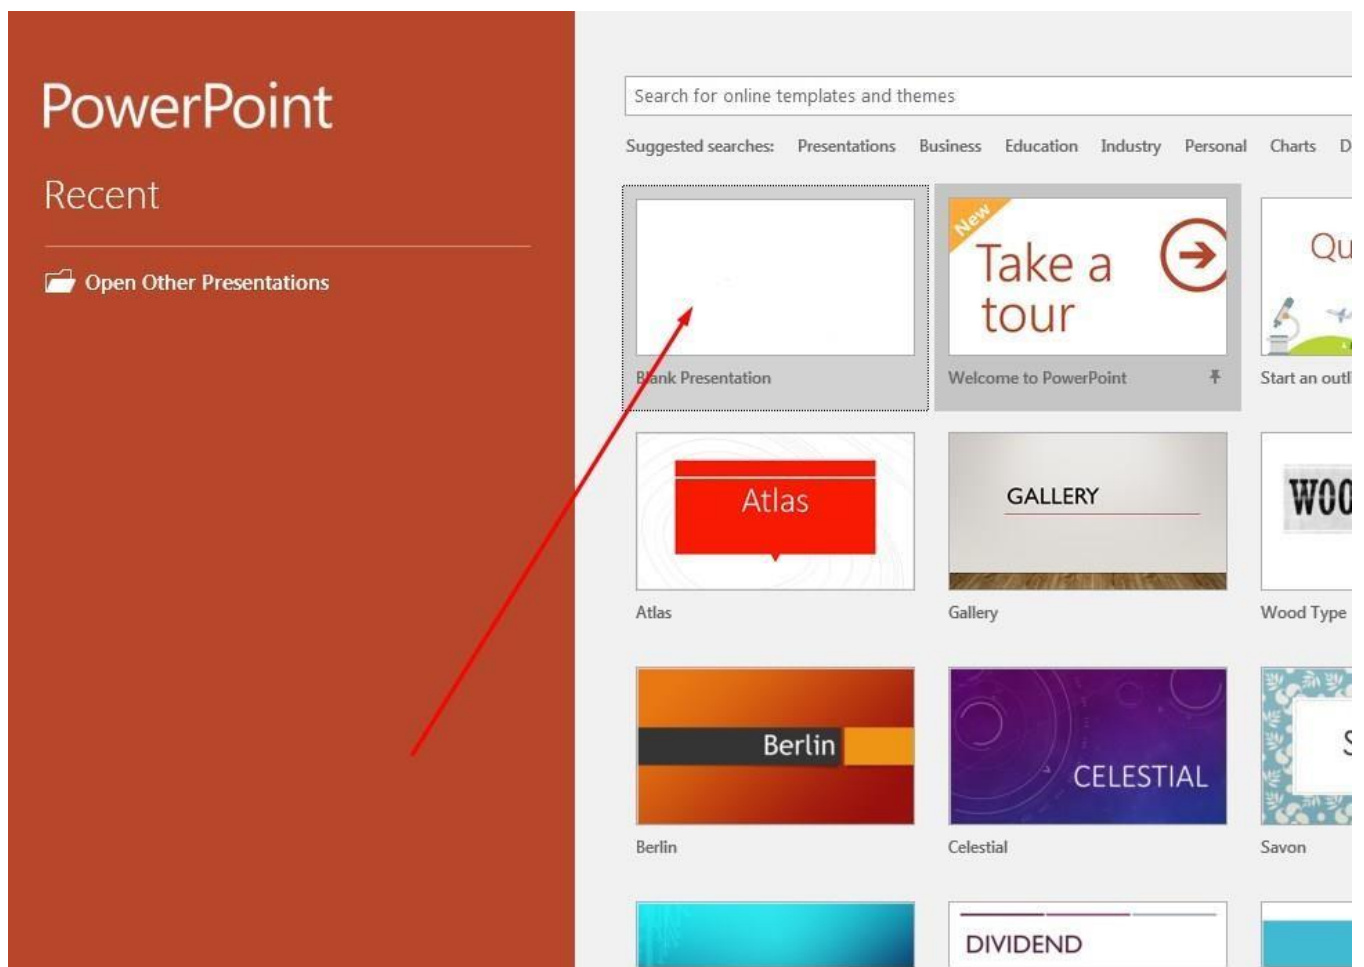 PowerPoint
Recent
Open Other Presentations
Search for online templates and themes
Suggested searches: Presentations Business Education Industry Personal Charts
New
Take a
tour
Blank Presentation
Welcome to PowerPoint
Start an
Atlas
GALLERY
Atlas
Gallery
Wood Type
Berlin
CELESTIAL
Berlin
Celestial
Savon
DIVIDEND